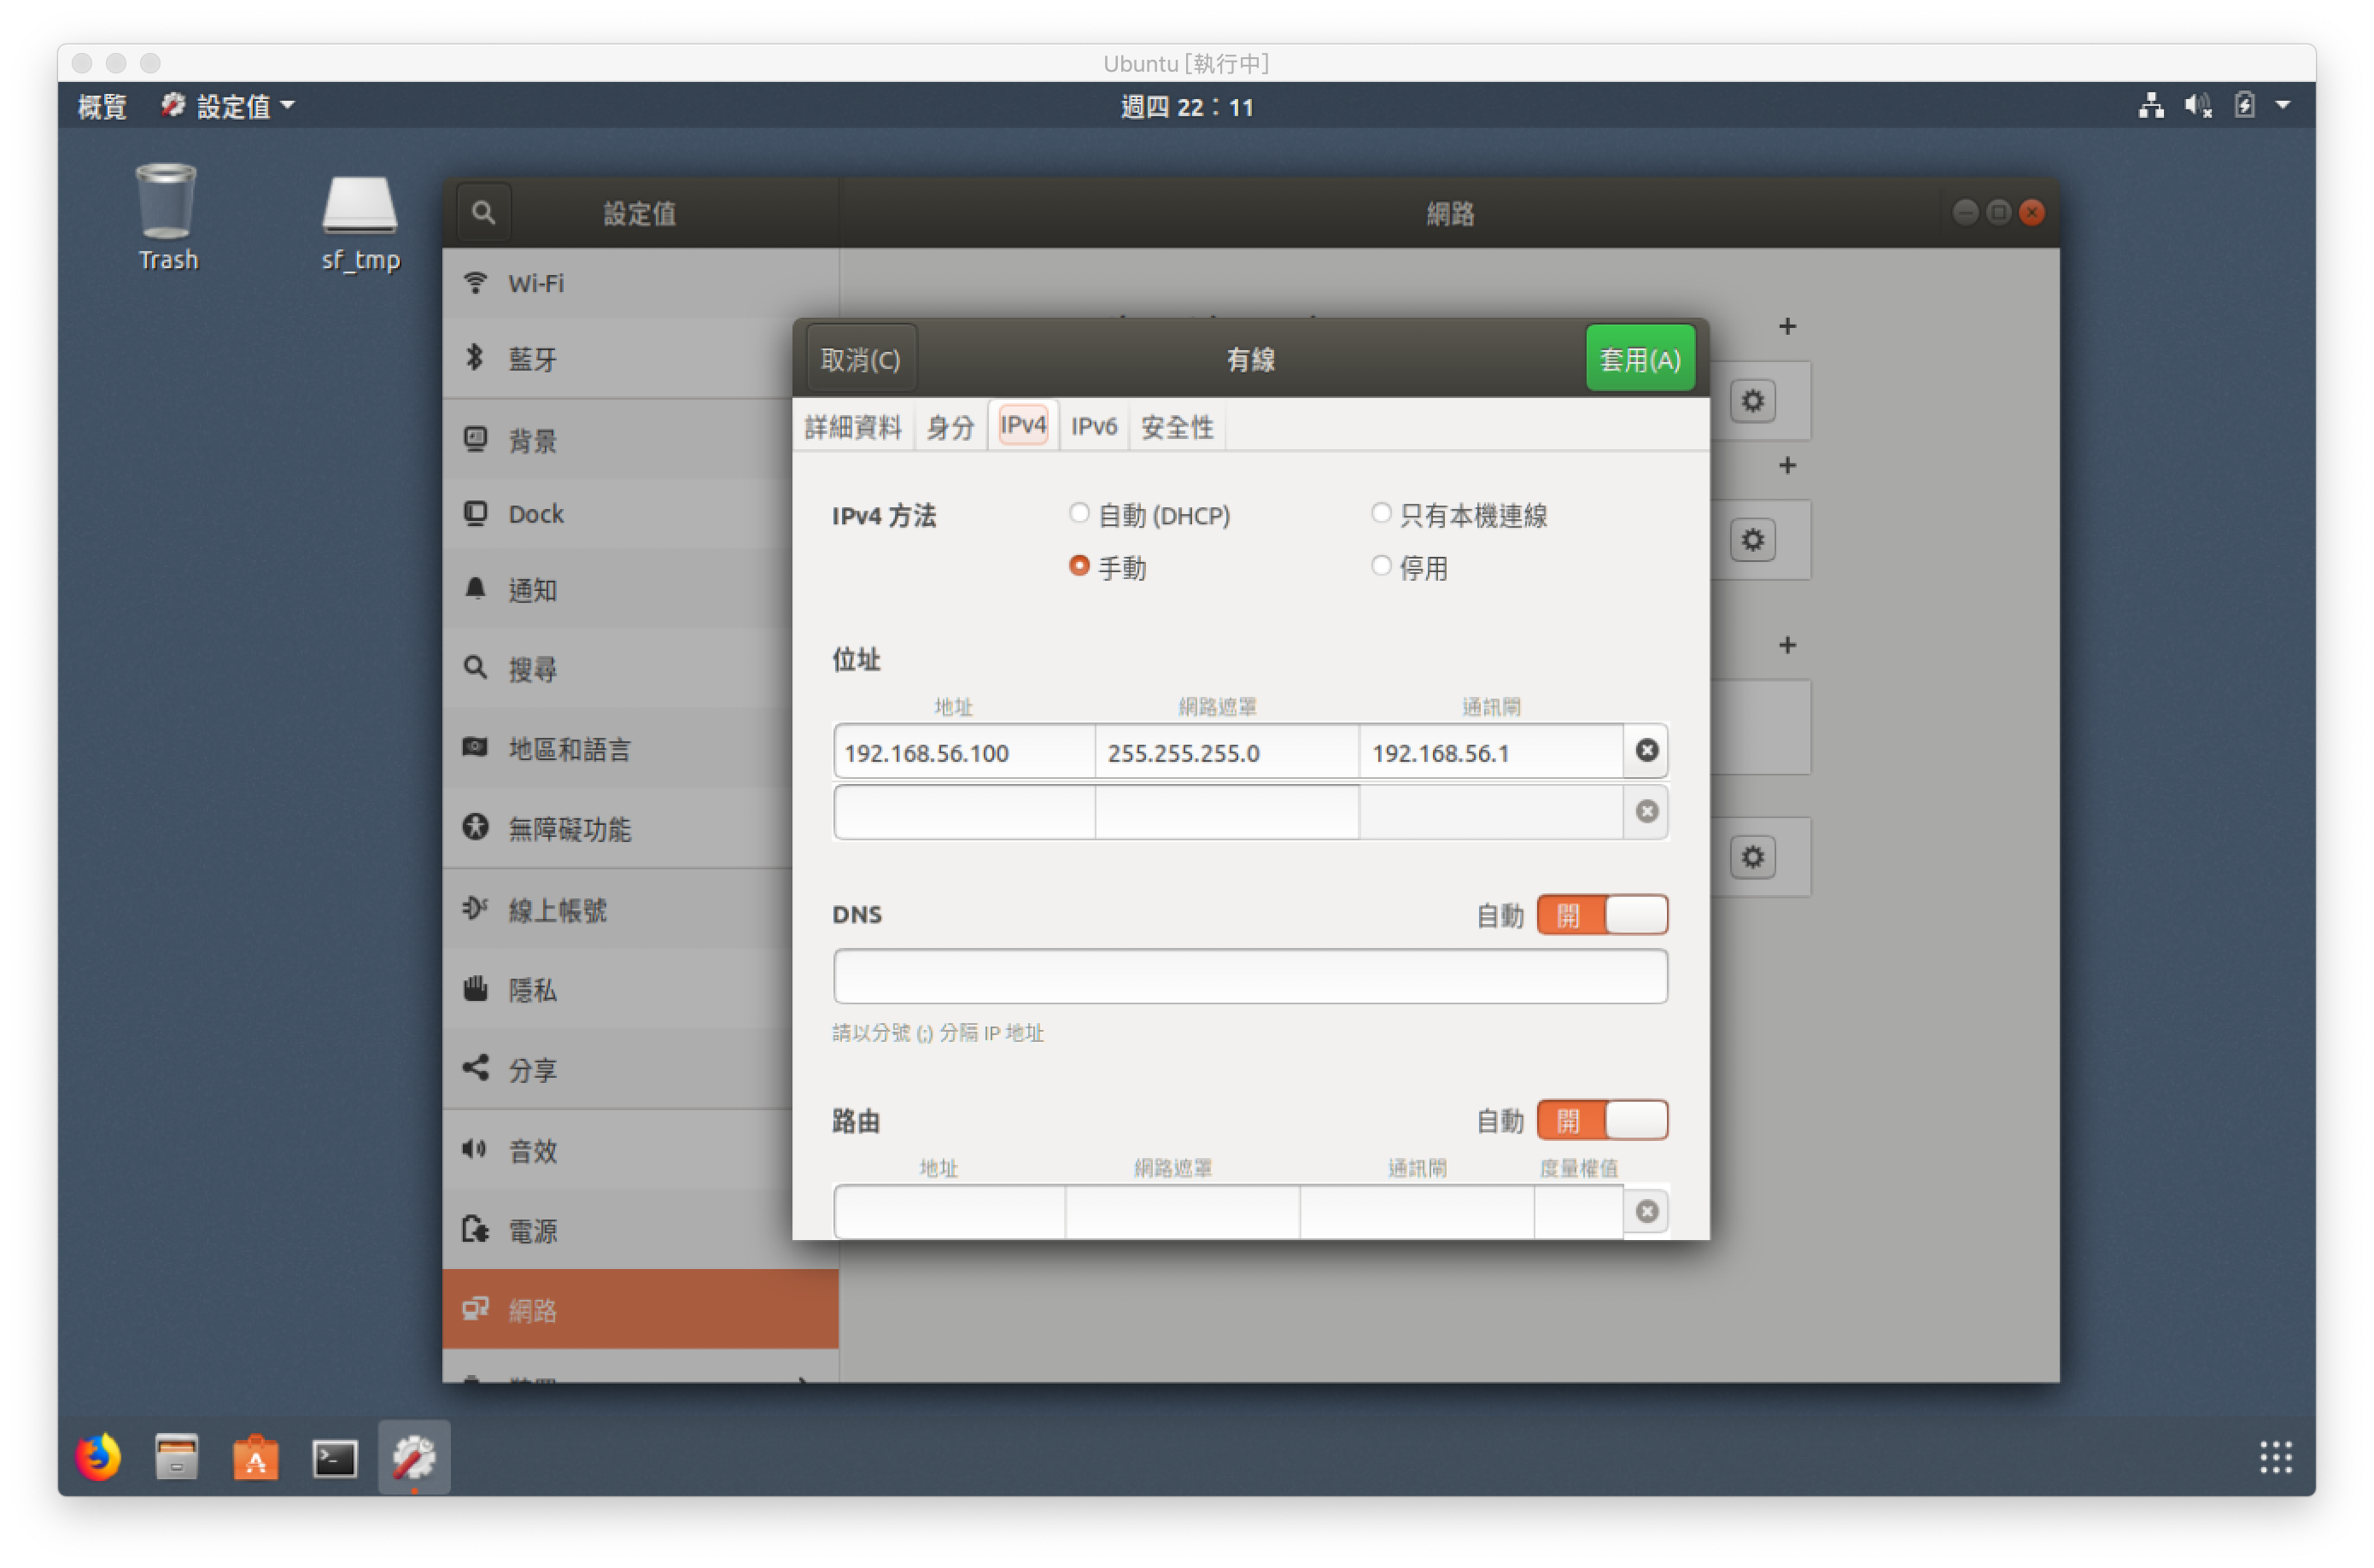 Ubuntu [執行中]
概覽 設定值 週四 22：11
Trash
sf_tmp
設定值 網路
Wi-Fi
藍牙
背景
Dock
通知
搜尋
地區和語言
無障礙功能
線上帳號
隱私
分享
音效
電源
網路
取消(C) 有線 套用(A)
詳細資料 身分 IPv4 IPv6 安全性
IPv4 方法 自動 (DHCP) 只有本機連線
手動 停用
位址
地址 網路遮罩 通訊閘
192.168.56.100 255.255.255.0 192.168.56.1
DNS 自動 開
請以分號 (;) 分隔 IP 地址
路由 自動 開
地址 網路遮罩 通訊閘 度量權值